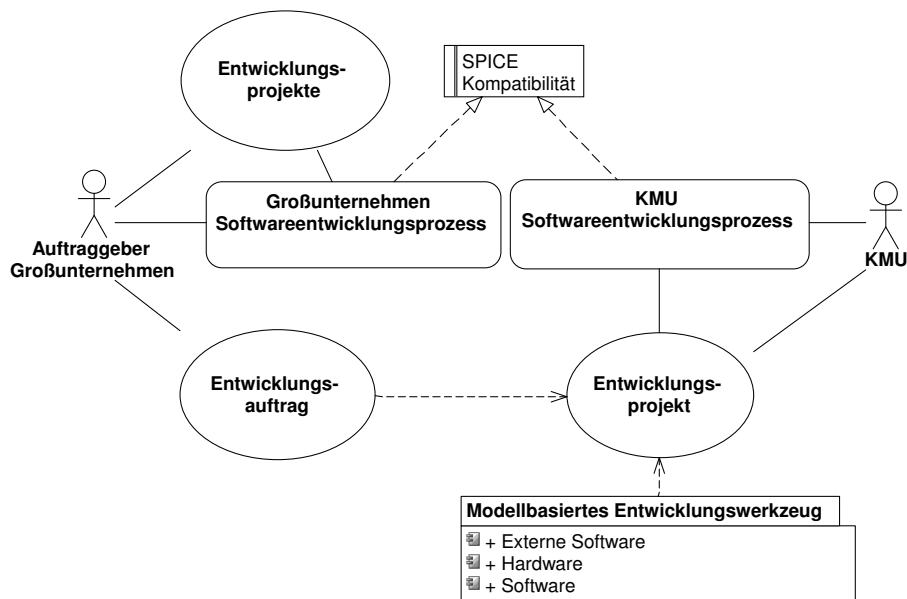 Entwicklungs-
projekte
SPICE
Kompatibilität
Großunternehmen
Softwareentwicklungsprozess
KMU
Softwareentwicklungsprozess
Auftraggeber
Großunternehmen
KMU
Entwicklungs-
auftrag
Entwicklungs-
projekt
Modellbasiertes Entwicklungswerkzeug
+ Externe Software
+ Hardware
+ Software